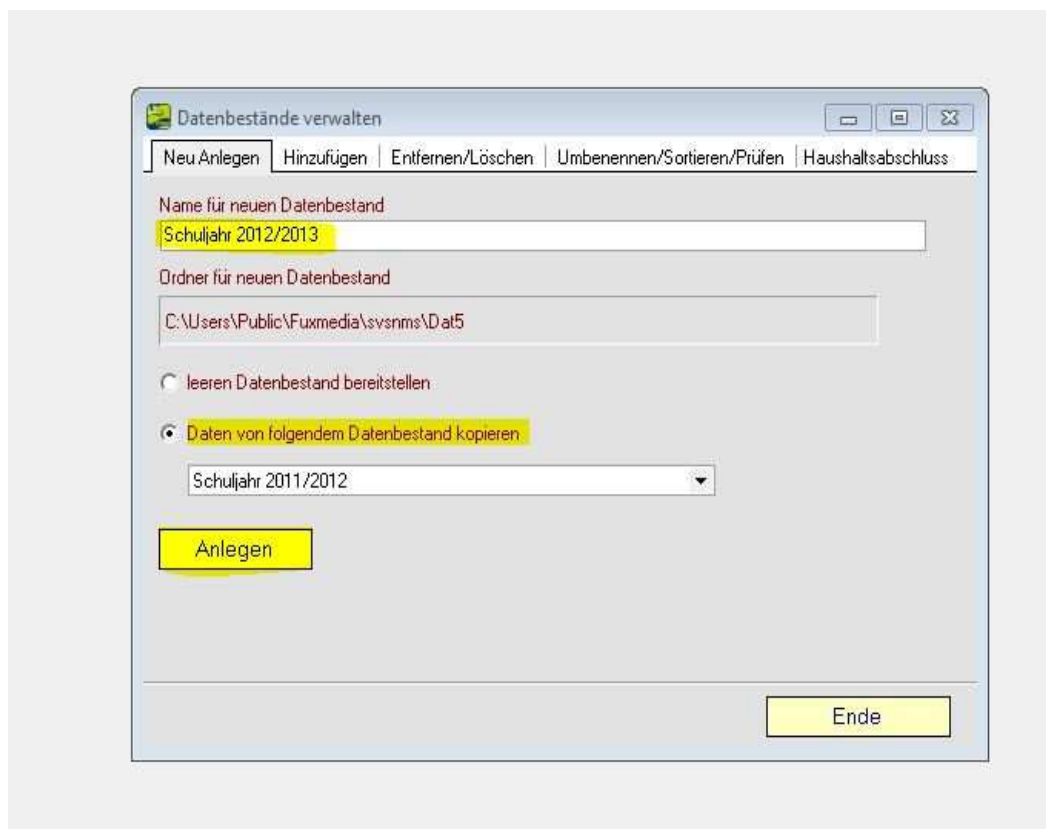 Datenbestände verwalten
Neu Anlegen Hinzufügen Entfernen/Löschen Umbenennen/Sortieren/Prüfen Haushaltsabschluss
Name für neuen Datenbestand
Schuljahr 2012/2013
Ordner für neuen Datenbestand
C:\Users\Public\Fuxmedia\svsnms\Dat5
leeren Datenbestand bereitstellen
Daten von folgendem Datenbestand kopieren
Schuljahr 2011/2012
Anlegen
Ende